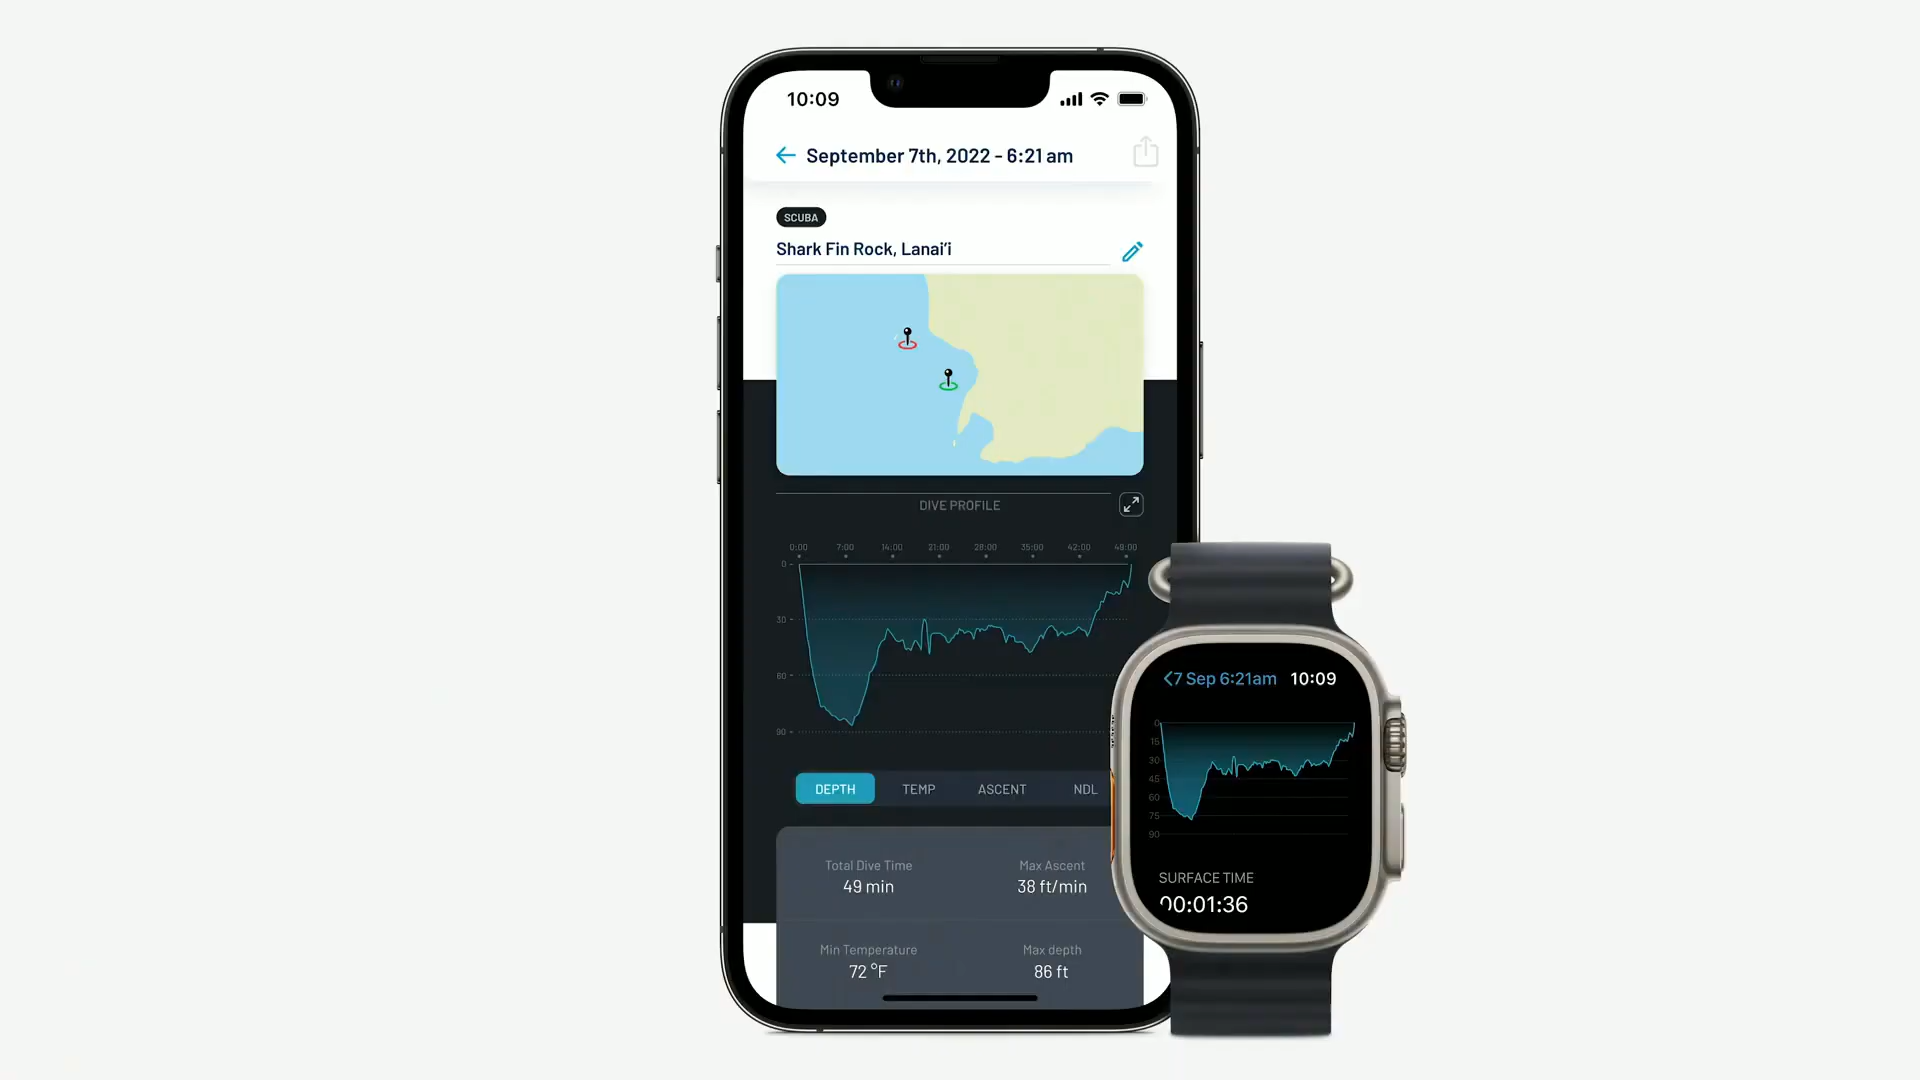 10:09
September 7th, 2022 - 6:21 am
SCUBA
Shark Fin Rock, Lanai'i
DIVE PROFILE
0:00 7:00 14:00 21:00 28:00 35:00 42:00 49:00
0
30
60
90
DEPTH TEMP ASCENT NDL
Total Dive Time Max Ascent
49 min 38 ft/min
Min Temperature Max depth
72 °F 86 ft
<7 Sep 6:21am 10:09
0
15
30
45
60
75
90
SURFACE TIME
00:01:36